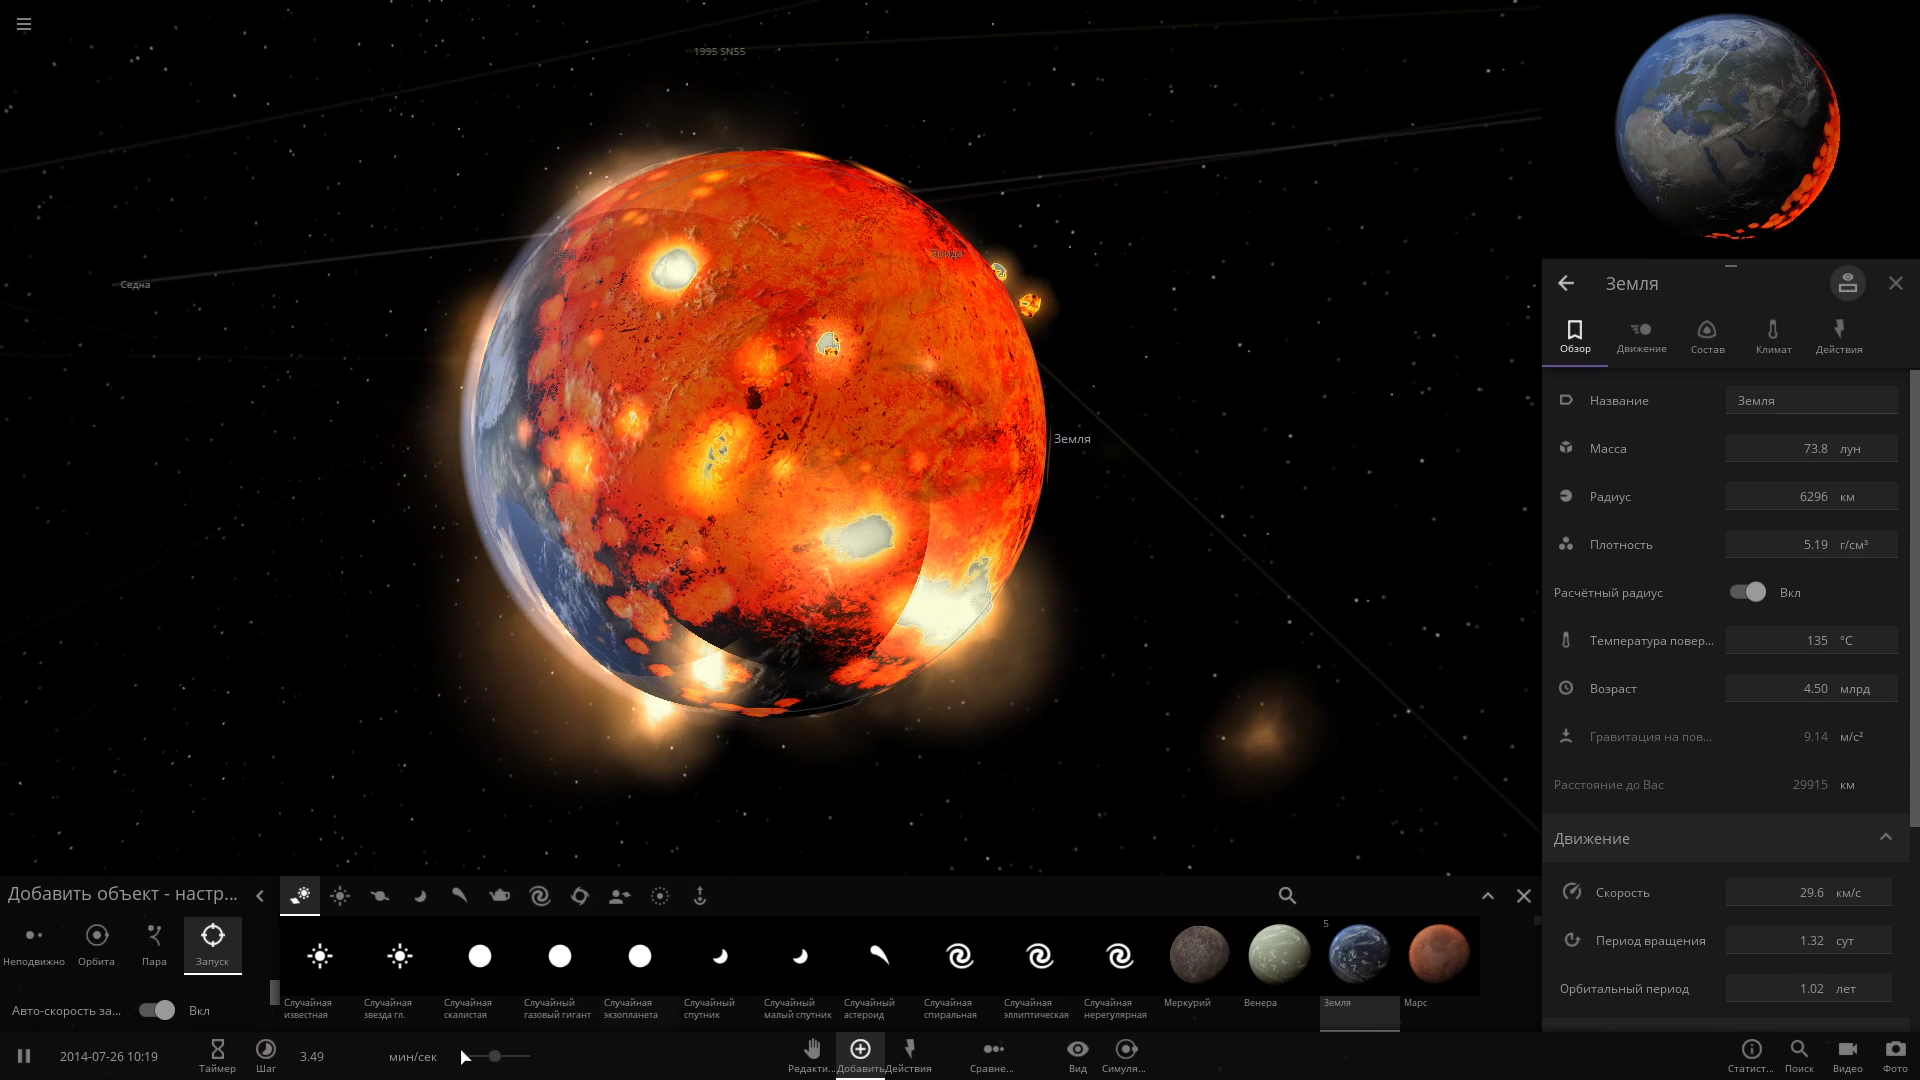 1995 SN55
Седна
Эрида
Земля
Земля
Обзор
Движение
Состав
Климат
Действия
Название
Земля
Масса
73.8 лун
Радиус
6296 км
Плотность
5.19 г/см³
Расчётный радиус
Вкл
Температура повер...
135 °C
Возраст
4.50 млрд
Гравитация на пов...
9.14 м/с²
Расстояние до Вас
29915 км
Движение
Скорость
29.6 км/с
Период вращения
1.32 сут
Орбитальный период
1.02 лет
Добавить объект - настр...
Неподвижно
Орбита
Пара
Запуск
Авто-скорость за...
Вкл
5
Случайная
известная
Случайная
звезда гл.
Случайная
скалистая
Случайный
газовый гигант
Случайная
экзопланета
Случайный
спутник
Случайный
малый спутник
Случайный
астероид
Случайная
спиральная
Случайная
эллиптическая
Случайная
нерегулярная
Меркурий
Венера
Земля
Марс
2014-07-26 10:19
Таймер
Шаг
3.49
мин/сек
Редакти...
Добавить
Действия
Сравне...
Вид
Симуля...
Статист...
Поиск
Видео
Фото